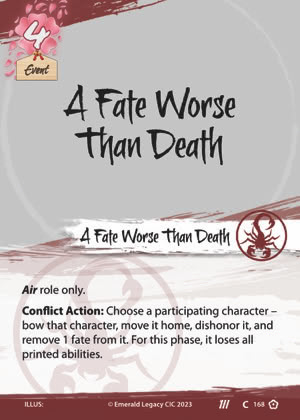 4
Event
A Fate Worse
Than Death
A Fate Worse Than Death
Air role only.
Conflict Action: Choose a participating character –
bow that character, move it home, dishonor it, and
remove 1 fate from it. For this phase, it loses all
printed abilities.
ILLUS: © Emerald Legacy CIC 2023 C 168